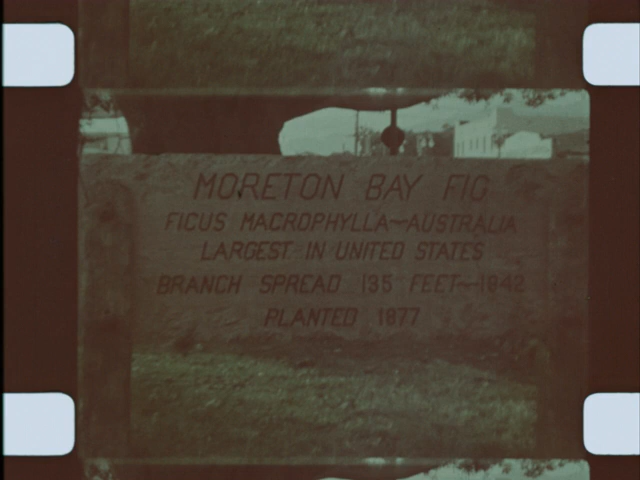 MORETON BAY FIG
FICUS MACROPHYLLA~AUSTRALIA
LARGEST IN UNITED STATES
BRANCH SPREAD 135 FEET~1942
PLANTED 1877